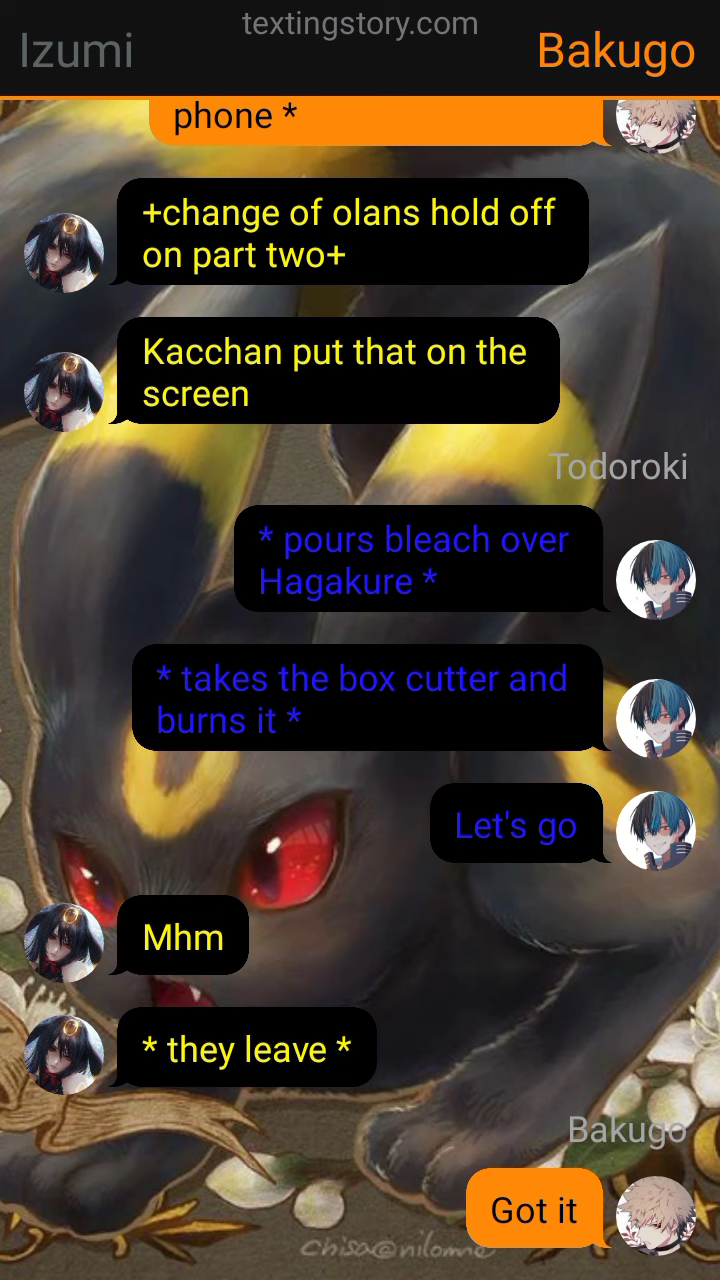 textingstory.com
Izumi
Bakugo
phone *
+change of olans hold off
on part two+
Kacchan put that on the
screen
Todoroki
* pours bleach over
Hagakure *
* takes the box cutter and
burns it *
Let's go
Mhm
* they leave *
Bakugo
Got it